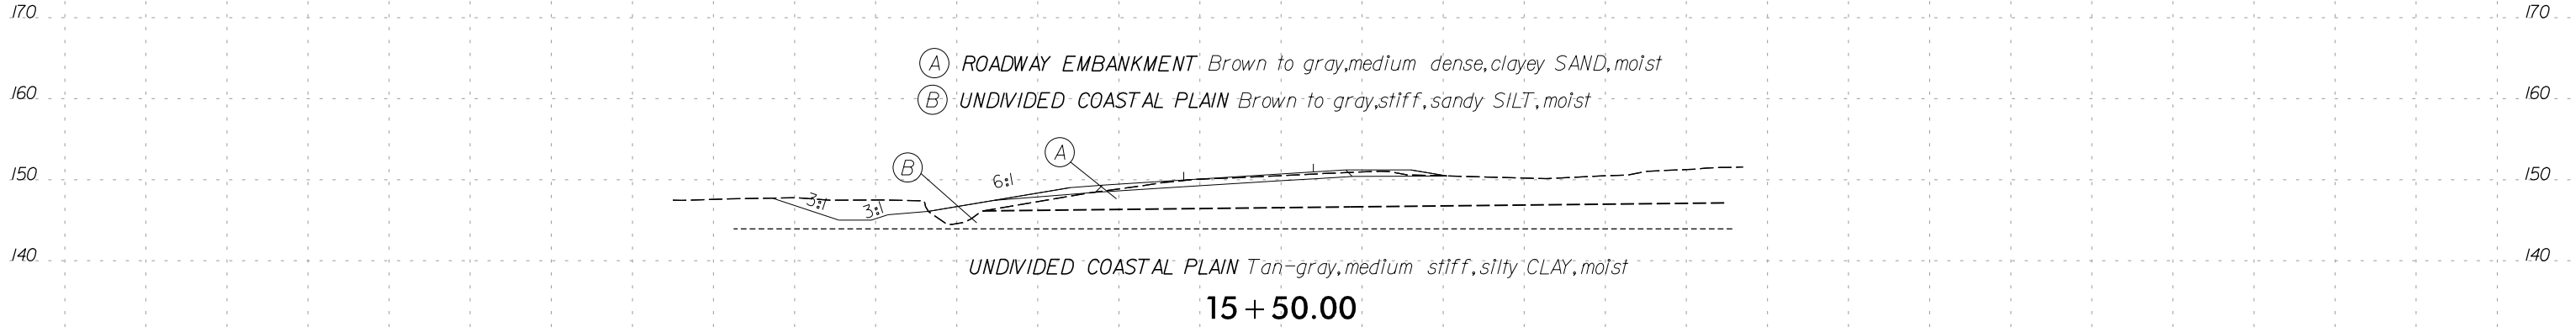 170 170
(A) ROADWAY EMBANKMENT Brown to gray, medium dense, clayey SAND, moist
160 160
(B) UNDIVIDED COASTAL PLAIN Brown to gray, stiff, sandy SILT, moist
A
B
150 6:1 150
3:1 3:1
140 140
UNDIVIDED COASTAL PLAIN Tan-gray, medium stiff, silty CLAY, moist
15+50.00